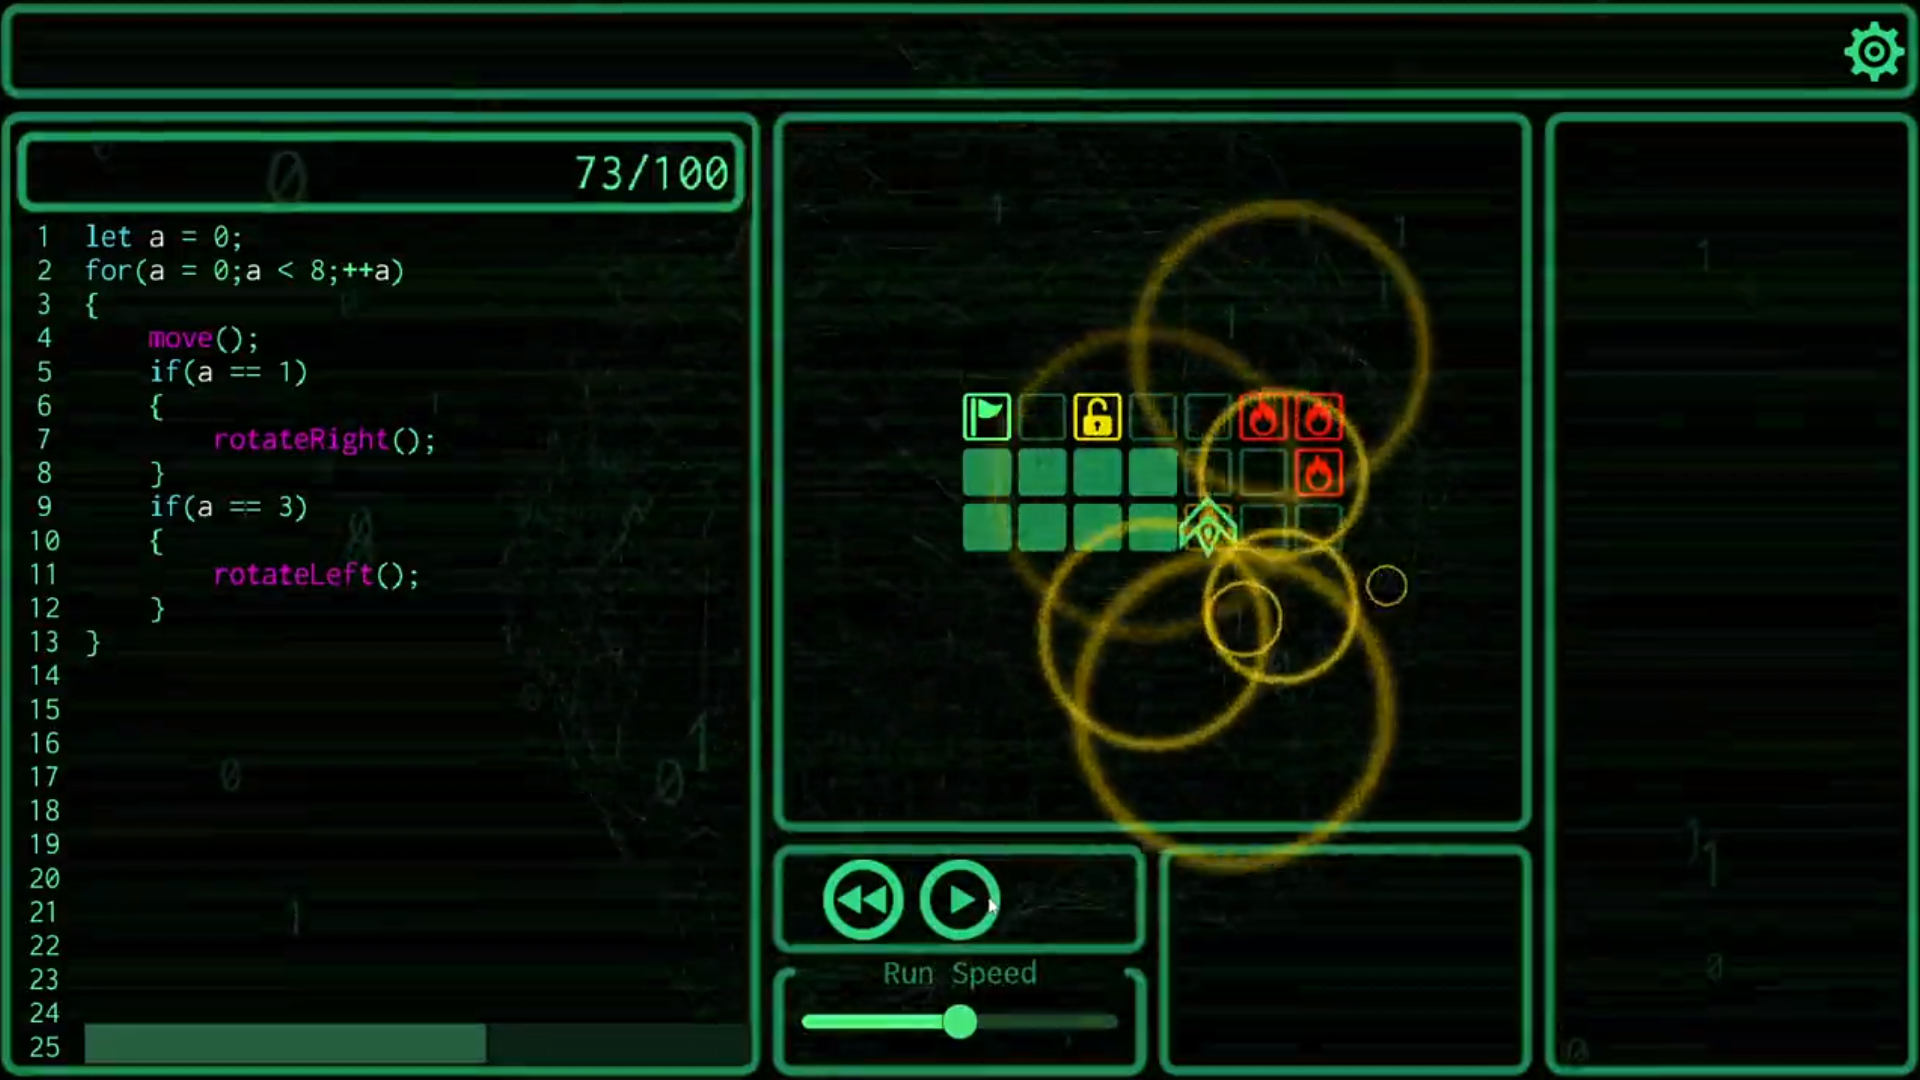 73/100
1 let a = 0;
2 for(a = 0;a < 8;++a)
3 {
4 move();
5 if(a == 1)
6 {
7 rotateRight();
8 }
9 if(a == 3)
10 {
11 rotateLeft();
12 }
13 }
14
15
16
17
18
19
20
21
22
23
24
25
Run Speed